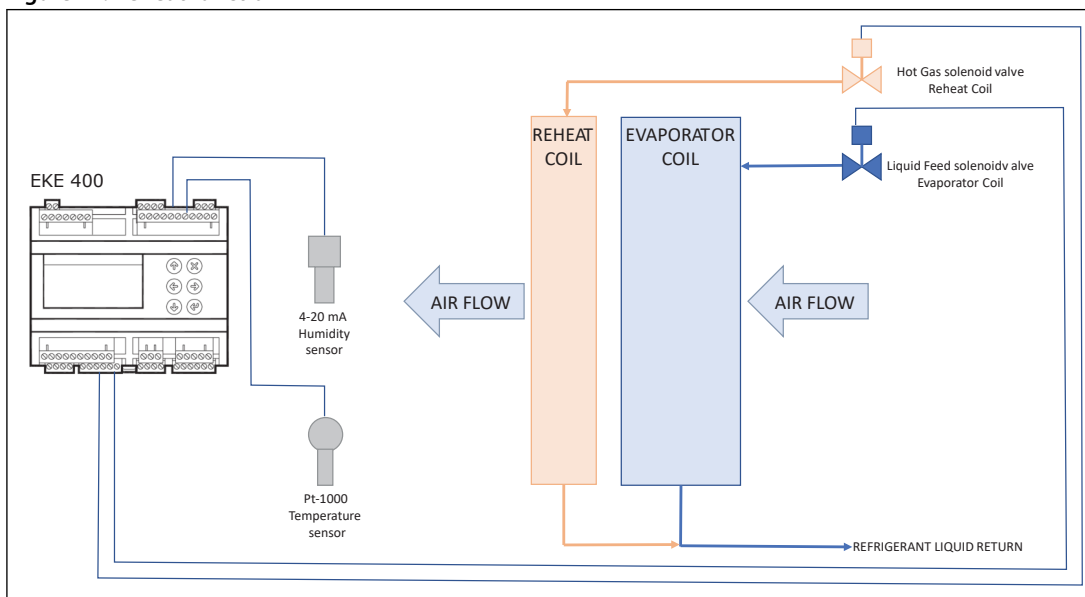 Hot Gas solenoid valve
Reheat Coil
REHEAT
COIL
EVAPORATOR
COIL
Liquid Feed solenoidv alve
Evaporator Coil
EKE 400
AIR FLOW
AIR FLOW
4-20 mA
Humidity
sensor
Pt-1000
Temperature
sensor
REFRIGERANT LIQUID RETURN